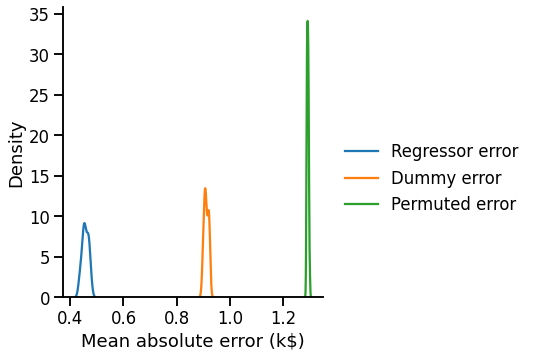 35
30
25
20
15
10
5
0
Density
0.4 0.6 0.8 1.0 1.2
Mean absolute error (k$)
Regressor error
Dummy error
Permuted error